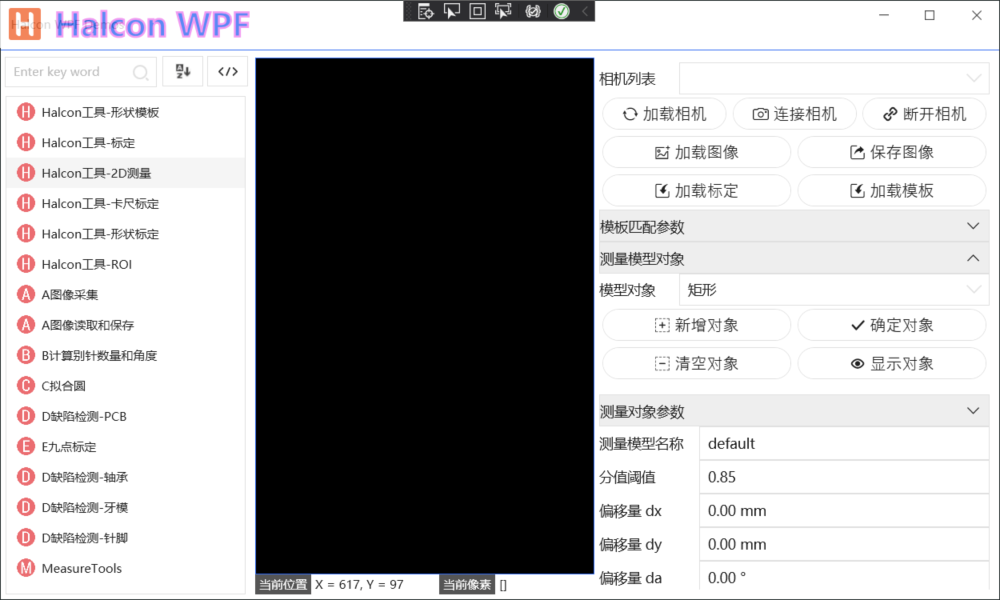 Halcon WPF
Enter key word
H Halcon工具-形状模板
H Halcon工具-标定
H Halcon工具-2D测量
H Halcon工具-卡尺标定
H Halcon工具-形状标定
H Halcon工具-ROI
A A图像采集
A A图像读取和保存
B B计算别针数量和角度
C C拟合圆
D D缺陷检测-PCB
E E九点标定
D D缺陷检测-轴承
D D缺陷检测-牙模
D D缺陷检测-针脚
M MeasureTools
当前位置 X = 617, Y = 97 当前像素 []
相机列表
加载相机 连接相机 断开相机
加载图像 保存图像
加载标定 加载模板
模板匹配参数
测量模型对象
模型对象 矩形
新增对象 确定对象
清空对象 显示对象
测量对象参数
测量模型名称 default
分值阈值 0.85
偏移量 dx 0.00 mm
偏移量 dy 0.00 mm
偏移量 da 0.00 °